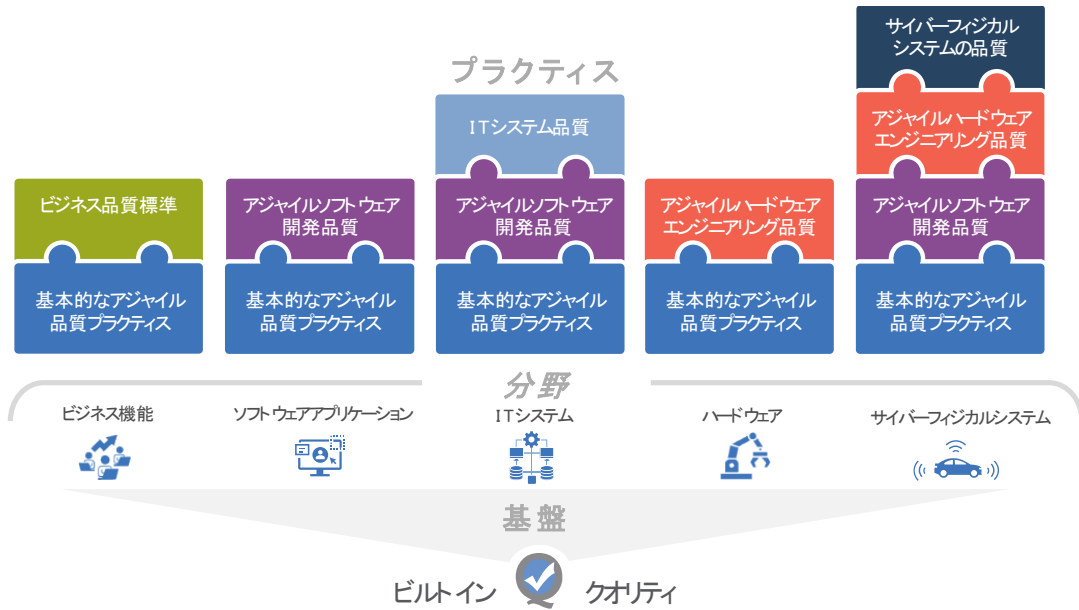 プラクティス
サイバーフィジカル
システムの品質
アジャイルハードウェア
エンジニアリング品質
ITシステム品質
ビジネス品質標準
アジャイルソフトウェア
開発品質
アジャイルソフトウェア
開発品質
アジャイルハードウェア
エンジニアリング品質
アジャイルソフトウェア
開発品質
基本的なアジャイル
品質プラクティス
基本的なアジャイル
品質プラクティス
基本的なアジャイル
品質プラクティス
基本的なアジャイル
品質プラクティス
基本的なアジャイル
品質プラクティス
分野
ビジネス機能
ソフトウェアアプリケーション
ITシステム
ハードウェア
サイバーフィジカルシステム
基盤
ビルトイン クオリティ